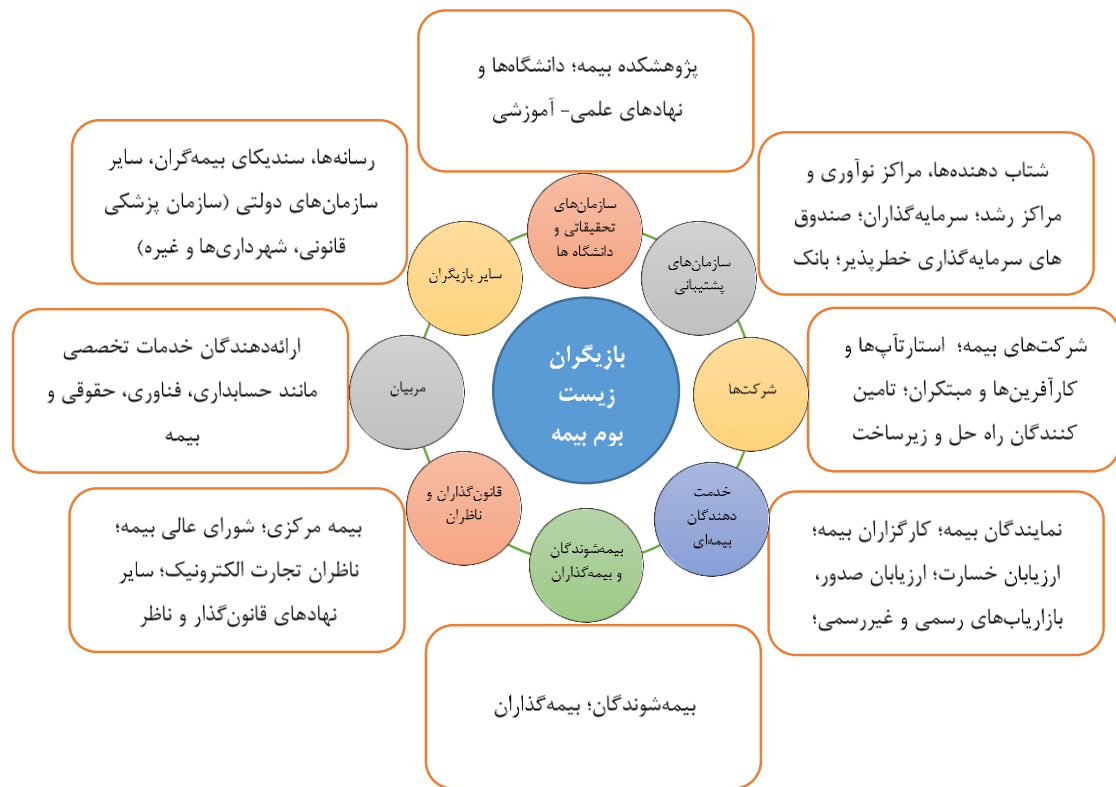 پژوهشکده بیمه؛ دانشگاه‌ها و
نهادهای علمی- آموزشی
شتاب دهنده‌ها، مراکز نوآوری و
مراکز رشد؛ سرمایه‌گذاران؛ صندوق
های سرمایه‌گذاری خطرپذیر؛ بانک
شرکت‌های بیمه؛ استارتآپ‌ها و
کارآفرین‌ها و مبتکران؛ تامین
کنندگان راه حل و زیرساخت
نمایندگان بیمه؛ کارگزاران بیمه؛
ارزیابان خسارت؛ ارزیابان صدور،
بازاریاب‌های رسمی و غیررسمی؛
بیمه‌شوندگان؛ بیمه‌گذاران
بیمه مرکزی؛ شورای عالی بیمه؛
ناظران تجارت الکترونیک؛ سایر
نهادهای قانون‌گذار و ناظر
ارائه‌دهندگان خدمات تخصصی
مانند حسابداری، فناوری، حقوقی و
بیمه
رسانه‌ها، سندیکای بیمه‌گران، سایر
سازمان‌های دولتی (سازمان پزشکی
قانونی، شهرداری‌ها و غیره)
سازمان‌های
تحقیقاتی و
دانشگاه ها
سازمان‌های
پشتیبانی
شرکت‌ها
خدمت
دهندگان
بیمه‌ای
بیمه‌شوندگان
و بیمه‌گذاران
قانون‌گذاران و
ناظران
مربیان
سایر بازیگران
بازیگران
زیست
بوم بیمه